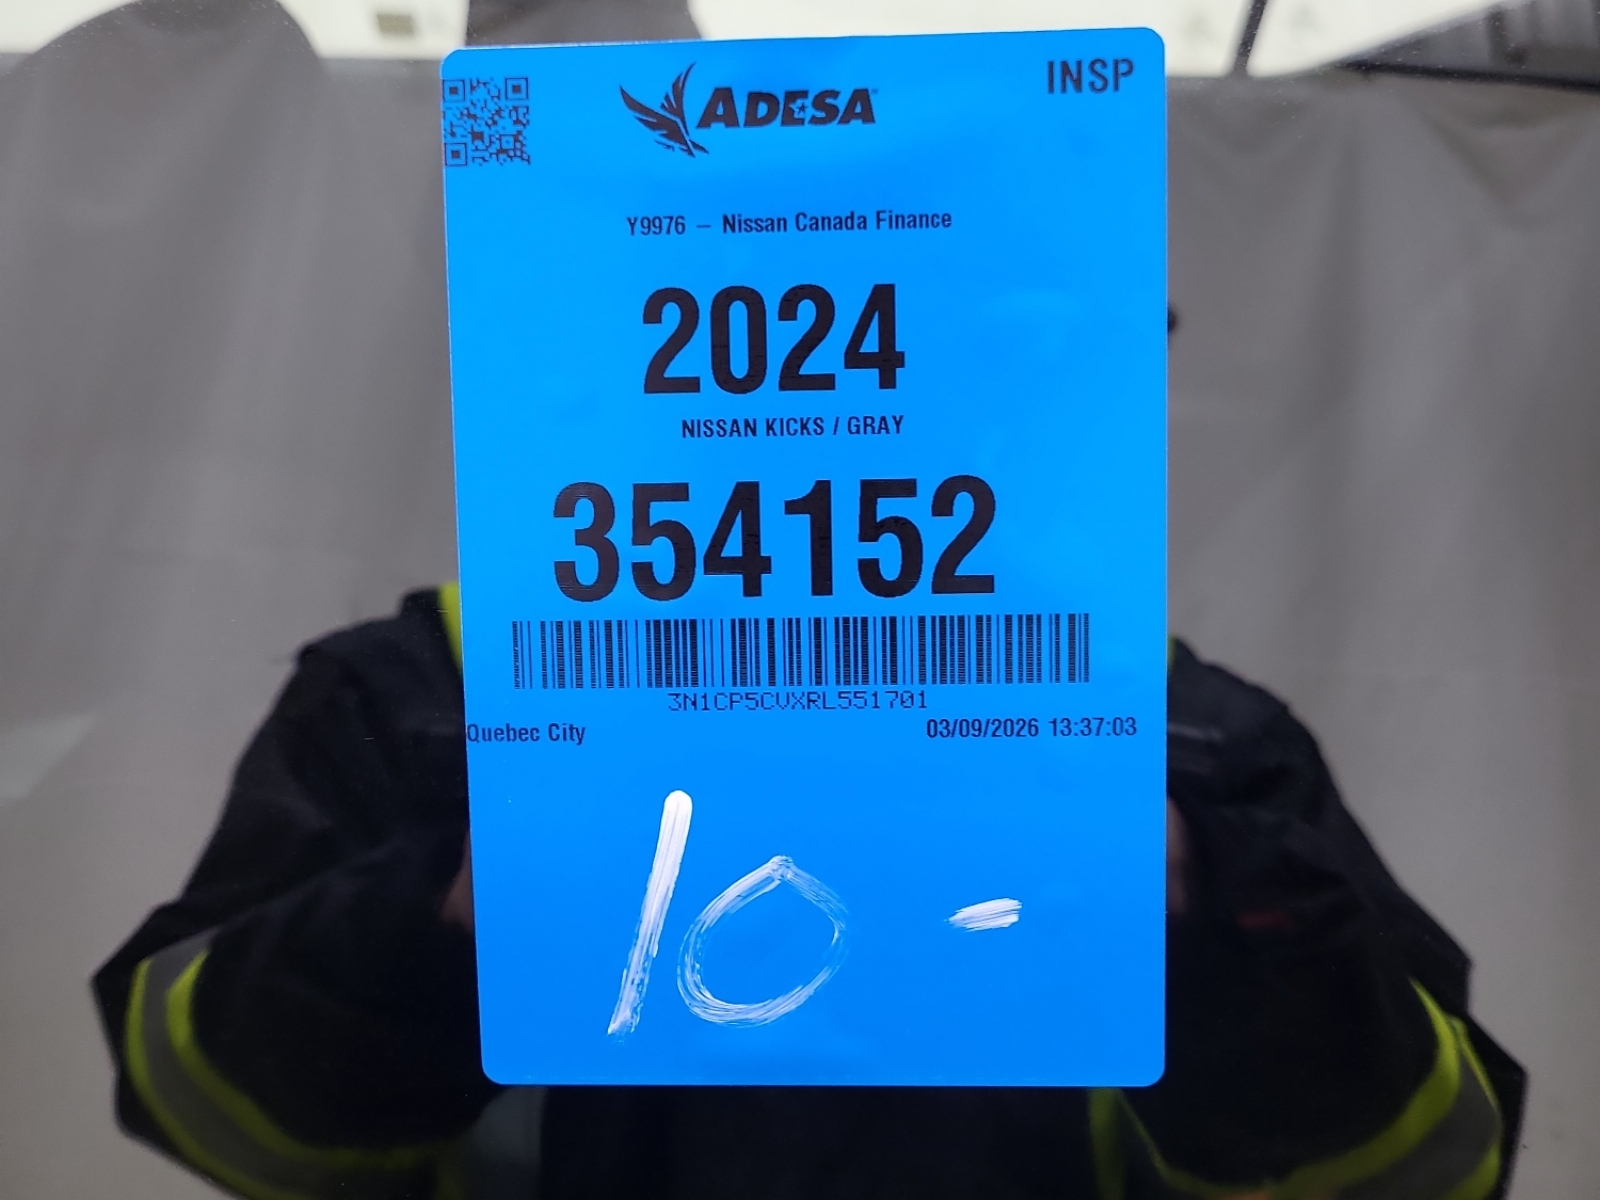 ADESA
INSP
Y9976 – Nissan Canada Finance
2024
NISSAN KICKS / GRAY
354152
3N1CP5CVXRL551701
Quebec City 03/09/2026 13:37:03
10 -